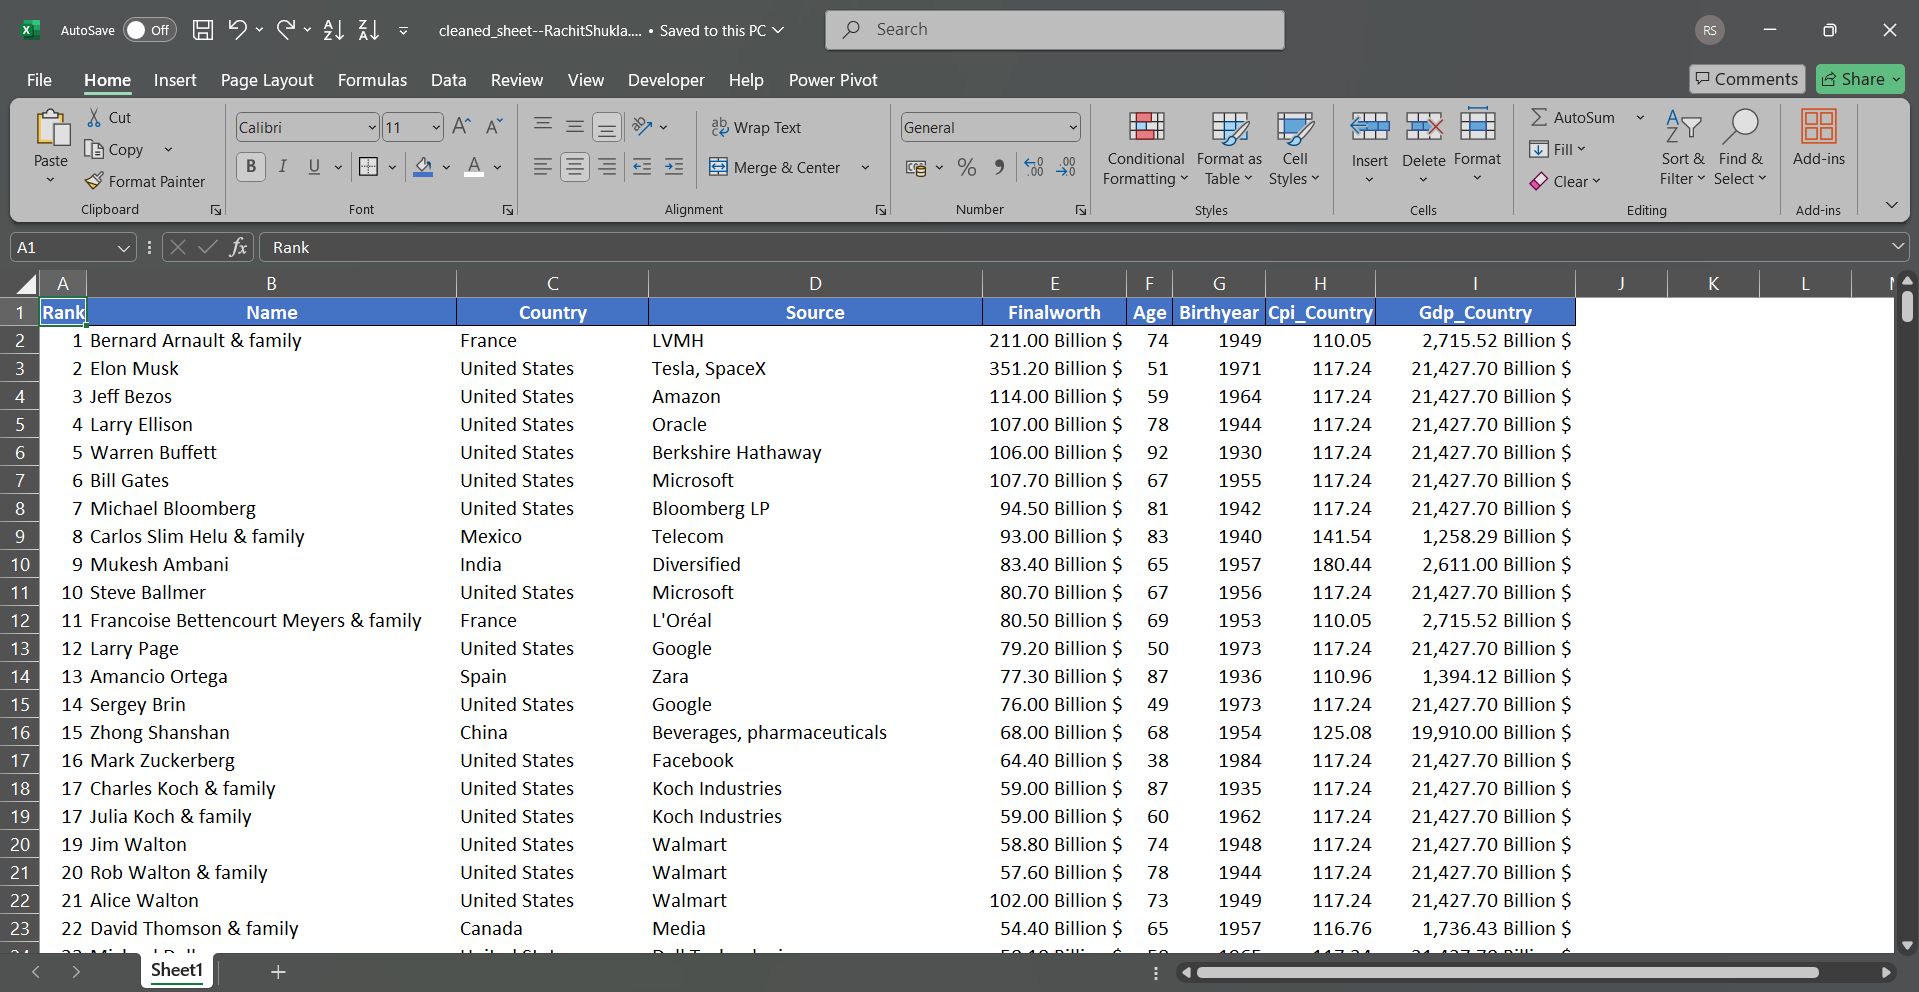 AutoSave Off cleaned_sheet--RachitShukla.... • Saved to this PC Search RS
File Home Insert Page Layout Formulas Data Review View Developer Help Power Pivot Comments Share
Paste Cut Copy Format Painter Clipboard
Calibri 11 B I U A Font
Wrap Text Merge & Center Alignment
General % Number
Conditional Formatting Format as Table Cell Styles Styles
Insert Delete Format Cells
AutoSum Fill Clear Sort & Filter Find & Select Editing
Add-ins Add-ins
A1 fx Rank
A B C D E F G H I J K L
1 Rank Name Country Source Finalworth Age Birthyear Cpi_Country Gdp_Country
2 1 Bernard Arnault & family France LVMH 211.00 Billion $ 74 1949 110.05 2,715.52 Billion $
3 2 Elon Musk United States Tesla, SpaceX 351.20 Billion $ 51 1971 117.24 21,427.70 Billion $
4 3 Jeff Bezos United States Amazon 114.00 Billion $ 59 1964 117.24 21,427.70 Billion $
5 4 Larry Ellison United States Oracle 107.00 Billion $ 78 1944 117.24 21,427.70 Billion $
6 5 Warren Buffett United States Berkshire Hathaway 106.00 Billion $ 92 1930 117.24 21,427.70 Billion $
7 6 Bill Gates United States Microsoft 107.70 Billion $ 67 1955 117.24 21,427.70 Billion $
8 7 Michael Bloomberg United States Bloomberg LP 94.50 Billion $ 81 1942 117.24 21,427.70 Billion $
9 8 Carlos Slim Helu & family Mexico Telecom 93.00 Billion $ 83 1940 141.54 1,258.29 Billion $
10 9 Mukesh Ambani India Diversified 83.40 Billion $ 65 1957 180.44 2,611.00 Billion $
11 10 Steve Ballmer United States Microsoft 80.70 Billion $ 67 1956 117.24 21,427.70 Billion $
12 11 Francoise Bettencourt Meyers & family France L'Oréal 80.50 Billion $ 69 1953 110.05 2,715.52 Billion $
13 12 Larry Page United States Google 79.20 Billion $ 50 1973 117.24 21,427.70 Billion $
14 13 Amancio Ortega Spain Zara 77.30 Billion $ 87 1936 110.96 1,394.12 Billion $
15 14 Sergey Brin United States Google 76.00 Billion $ 49 1973 117.24 21,427.70 Billion $
16 15 Zhong Shanshan China Beverages, pharmaceuticals 68.00 Billion $ 68 1954 125.08 19,910.00 Billion $
17 16 Mark Zuckerberg United States Facebook 64.40 Billion $ 38 1984 117.24 21,427.70 Billion $
18 17 Charles Koch & family United States Koch Industries 59.00 Billion $ 87 1935 117.24 21,427.70 Billion $
19 17 Julia Koch & family United States Koch Industries 59.00 Billion $ 60 1962 117.24 21,427.70 Billion $
20 19 Jim Walton United States Walmart 58.80 Billion $ 74 1948 117.24 21,427.70 Billion $
21 20 Rob Walton & family United States Walmart 57.60 Billion $ 78 1944 117.24 21,427.70 Billion $
22 21 Alice Walton United States Walmart 102.00 Billion $ 73 1949 117.24 21,427.70 Billion $
23 22 David Thomson & family Canada Media 54.40 Billion $ 65 1957 116.76 1,736.43 Billion $
Sheet1